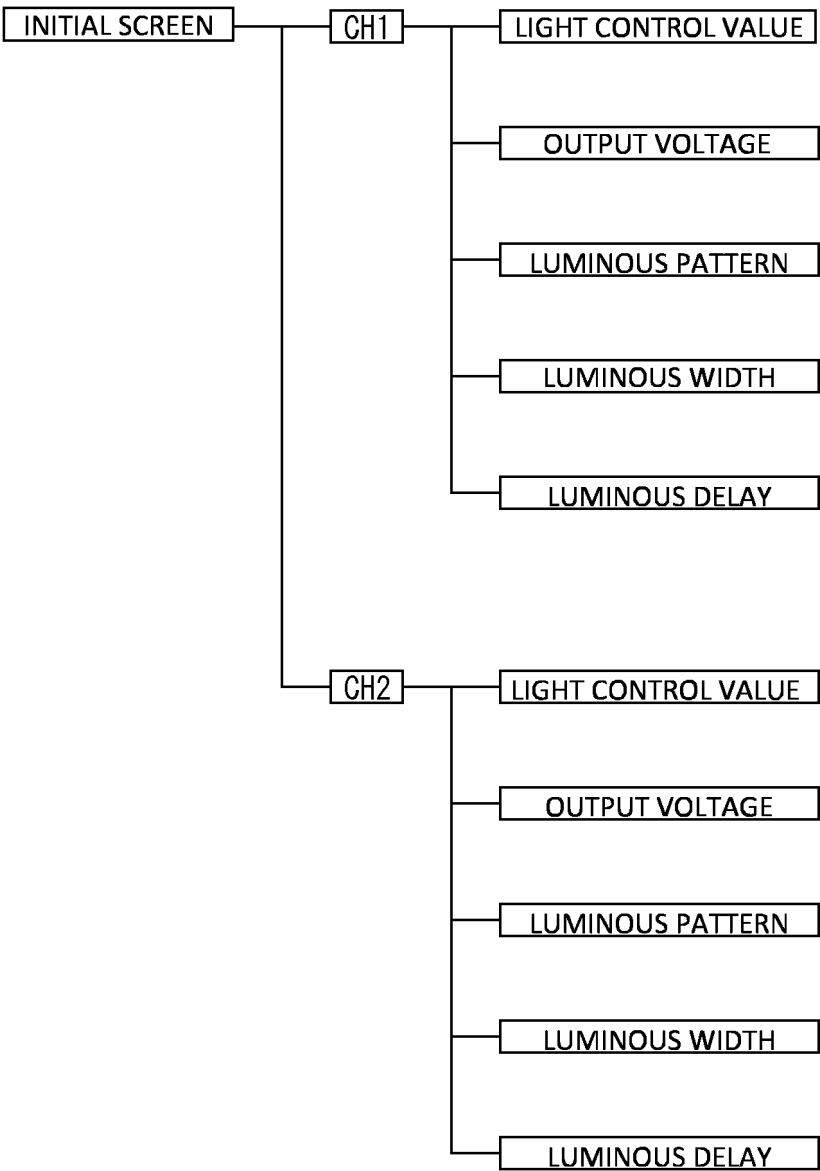 INITIAL SCREEN
CH1
LIGHT CONTROL VALUE
OUTPUT VOLTAGE
LUMINOUS PATTERN
LUMINOUS WIDTH
LUMINOUS DELAY
CH2
LIGHT CONTROL VALUE
OUTPUT VOLTAGE
LUMINOUS PATTERN
LUMINOUS WIDTH
LUMINOUS DELAY